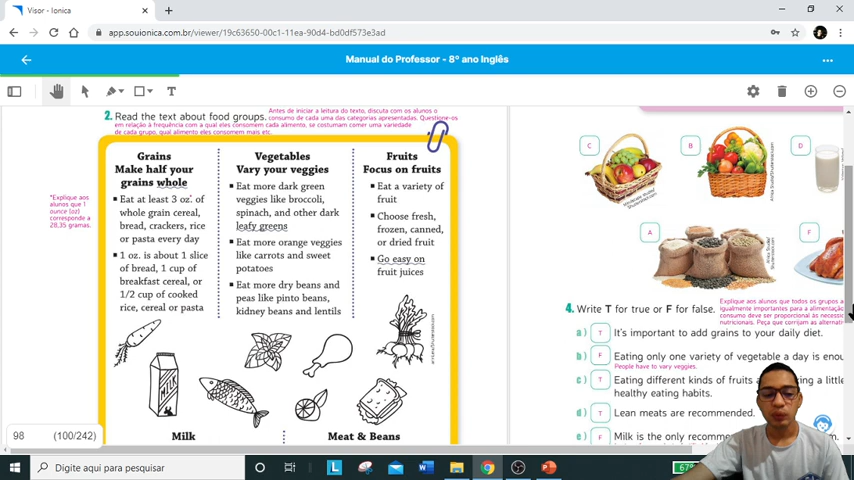 Visor - Ionica
app.souionica.com.br/viewer/19c63650-00c1-11ea-90d4-bd0df573e3ad
Manual do Professor - 8º ano Inglês
2. Read the text about food groups.
Antes de iniciar a leitura do texto, discuta com os alunos o
consumo de cada uma das categorias apresentadas. Questione-os
em relação à frequência com a qual eles consomem cada alimento, se costumam comer uma variedade
de cada grupo, qual alimento eles consomem mais etc.
Grains
Make half your
grains whole
Eat at least 3 oz*. of
whole grain cereal,
bread, crackers, rice
or pasta every day
1 oz. is about 1 slice
of bread, 1 cup of
breakfast cereal, or
1/2 cup of cooked
rice, cereal or pasta
*Explique aos
alunos que 1
ounce (oz)
corresponde a
28,35 gramas.
Vegetables
Vary your veggies
Eat more dark green
veggies like broccoli,
spinach, and other dark
leafy greens
Eat more orange veggies
like carrots and sweet
potatoes
Eat more dry beans and
peas like pinto beans,
kidney beans and lentils
Fruits
Focus on fruits
Eat a variety of
fruit
Choose fresh,
frozen, canned,
or dried fruit
Go easy on
fruit juices
MILK
Milk
Meat & Beans
98 (100/242)
C
B
D
A
F
4. Write T for true or F for false.
Explique aos alunos que todos os grupos a
igualmente importantes para a alimentação
consumo deve ser proporcional às necess
nutricionais. Peça que corrijam as alternati
a) T It's important to add grains to your daily diet.
b) F Eating only one variety of vegetable a day is enou
People have to vary veggies.
c) T Eating different kinds of fruits a
ing a little
healthy eating habits.
d) T Lean meats are recommended.
e) F Milk is the only recomme
m.
Digite aqui para pesquisar
67%